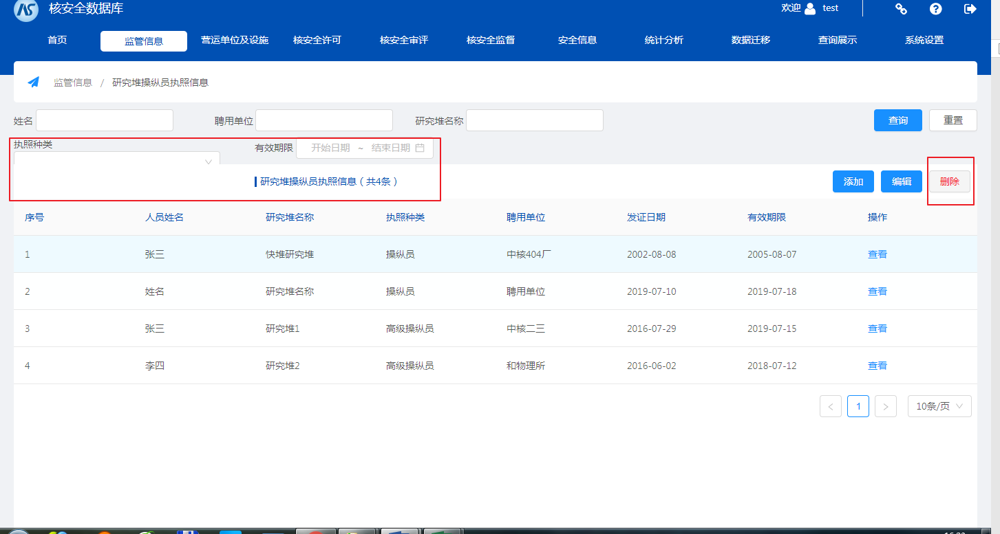 核安全数据库
欢迎 test
首页 监管信息 营运单位及设施 核安全许可 核安全审评 核安全监督 安全信息 统计分析 数据迁移 查询展示 系统设置
监管信息 / 研究堆操纵员执照信息
姓名 聘用单位 研究堆名称 查询 重置
执照种类 有效期限 开始日期 ~ 结束日期
研究堆操纵员执照信息（共4条） 添加 编辑 删除
序号 人员姓名 研究堆名称 执照种类 聘用单位 发证日期 有效期限 操作
1 张三 快堆研究堆 操纵员 中核404厂 2002-08-08 2005-08-07 查看
2 姓名 研究堆名称 操纵员 聘用单位 2019-07-10 2019-07-18 查看
3 张三 研究堆1 高级操纵员 中核二三 2016-07-29 2019-07-15 查看
4 李四 研究堆2 高级操纵员 和物理所 2016-06-02 2018-07-12 查看
< 1 > 10条/页